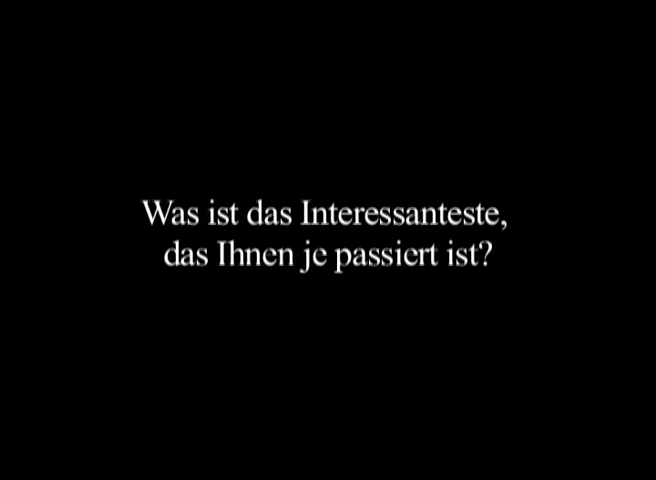 Was ist das Interessanteste,
das Ihnen je passiert ist?